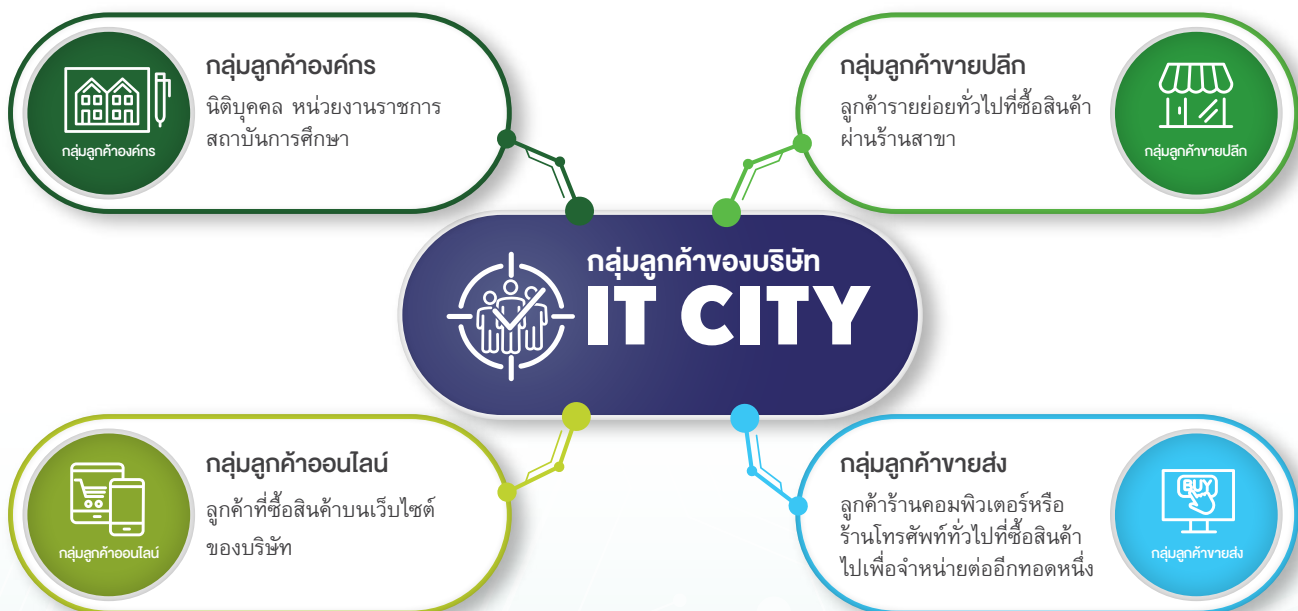 กลุ่มลูกค้าองค์กร
นิติบุคคล หน่วยงานราชการ
สถาบันการศึกษา
กลุ่มลูกค้าองค์กร
กลุ่มลูกค้าขายปลีก
ลูกค้ารายย่อยทั่วไปที่ซื้อสินค้า
ผ่านร้านสาขา
กลุ่มลูกค้าขายปลีก
กลุ่มลูกค้าของบริษัท
IT CITY
กลุ่มลูกค้าออนไลน์
ลูกค้าที่ซื้อสินค้าบนเว็บไซต์
ของบริษัท
กลุ่มลูกค้าออนไลน์
กลุ่มลูกค้าขายส่ง
ลูกค้าร้านคอมพิวเตอร์หรือ
ร้านโทรศัพท์ทั่วไปที่ซื้อสินค้า
ไปเพื่อจำหน่ายต่ออีกทอดหนึ่ง
BUY
กลุ่มลูกค้าขายส่ง